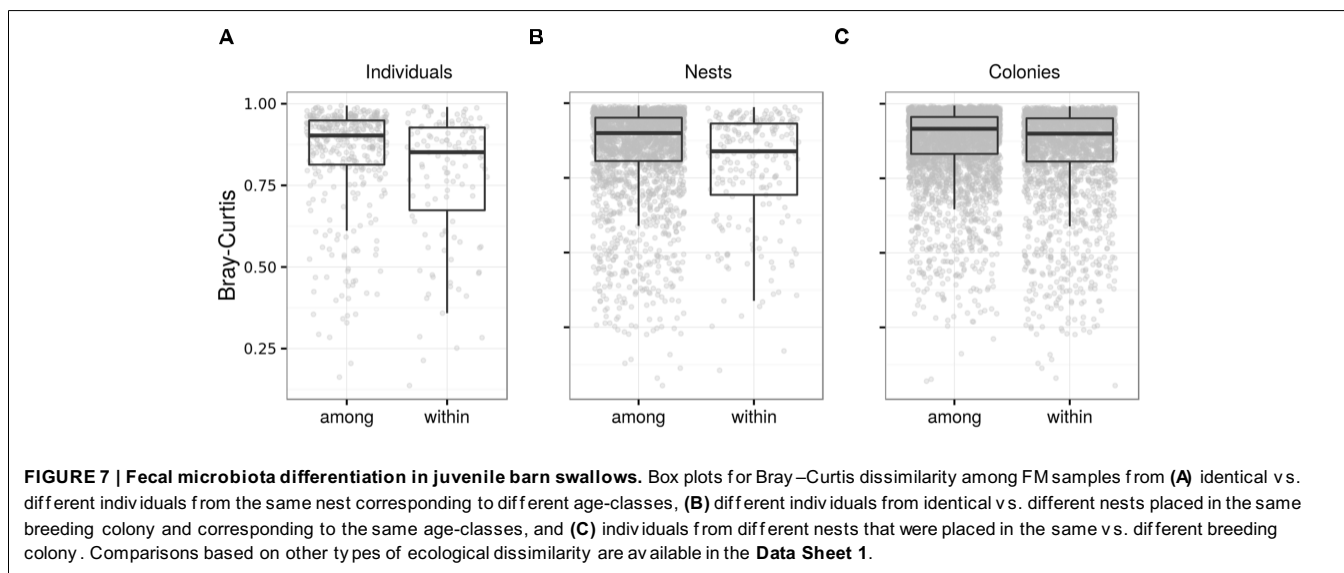 A B C
Individuals Nests Colonies
1.00
0.75
0.50
0.25
Bray-Curtis
among within among within among within
FIGURE 7 | Fecal microbiota differentiation in juvenile barn swallows. Box plots for Bray–Curtis dissimilarity among FM samples from (A) identical vs.
different individuals from the same nest corresponding to different age-classes, (B) different individuals from identical vs. different nests placed in the same
breeding colony and corresponding to the same age-classes, and (C) individuals from different nests that were placed in the same vs. different breeding
colony. Comparisons based on other types of ecological dissimilarity are available in the Data Sheet 1.